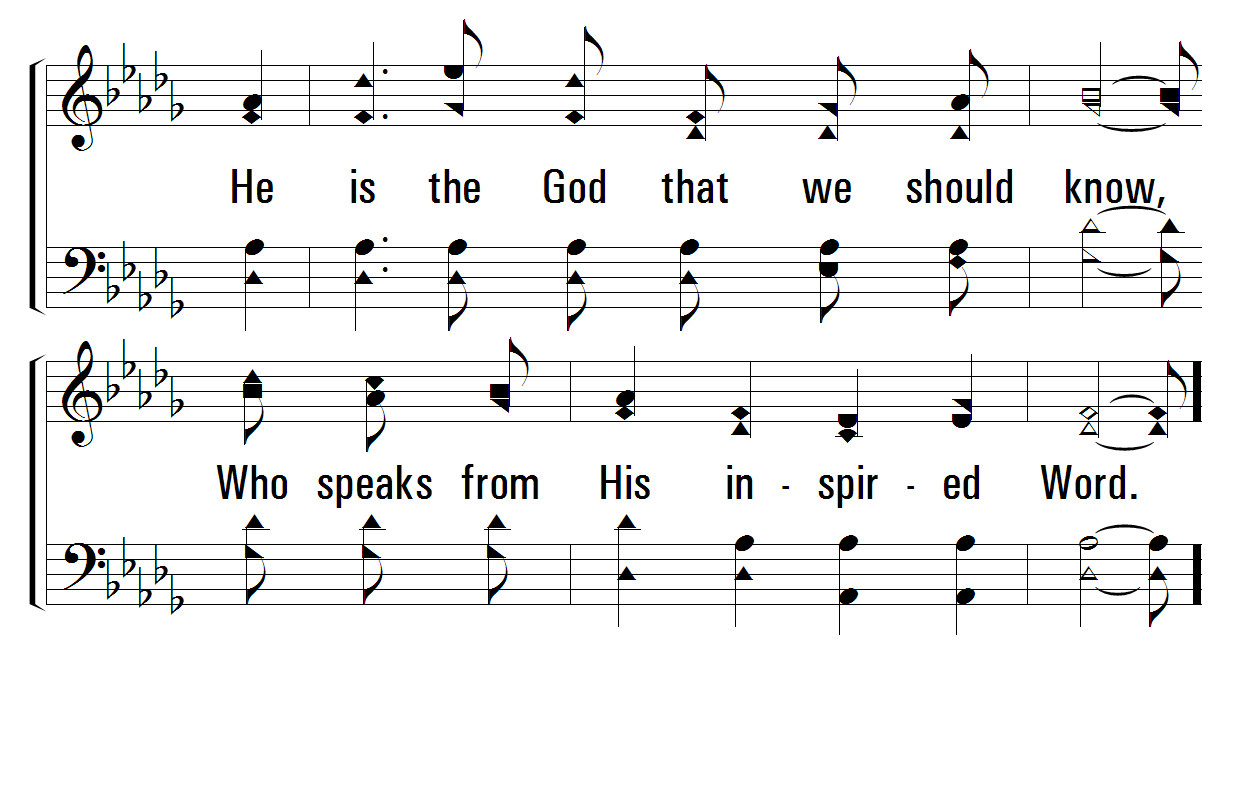 He is the God that we should know,
Who speaks from His in - spir - ed Word.